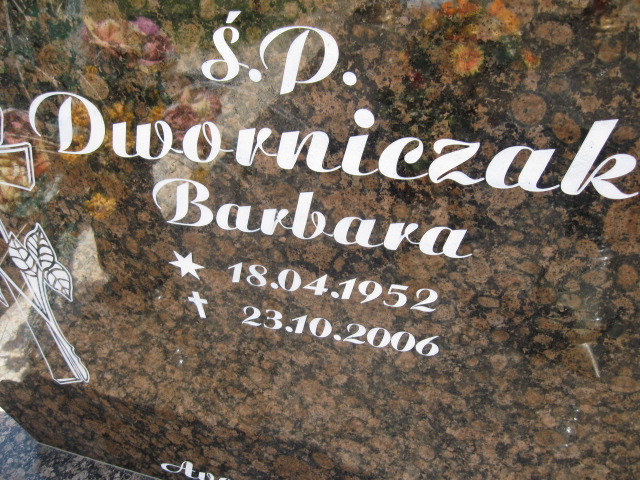 Ś.P.
Dworniczak
Barbara
18.04.1952
23.10.2006